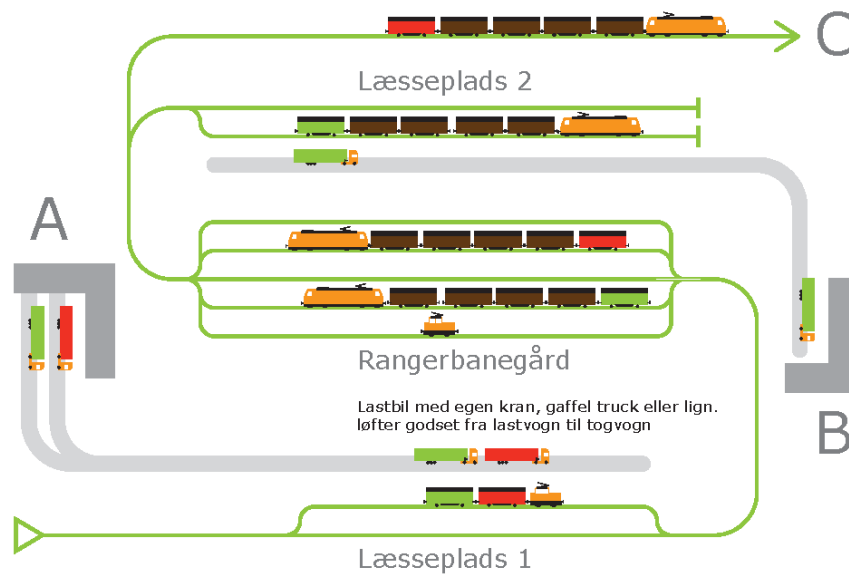 C
Læsseplads 2
A
Rangerbanegård
Lastbil med egen kran, gaffel truck eller lign.
løfter godset fra lastvogn til togvogn
B
Læsseplads 1